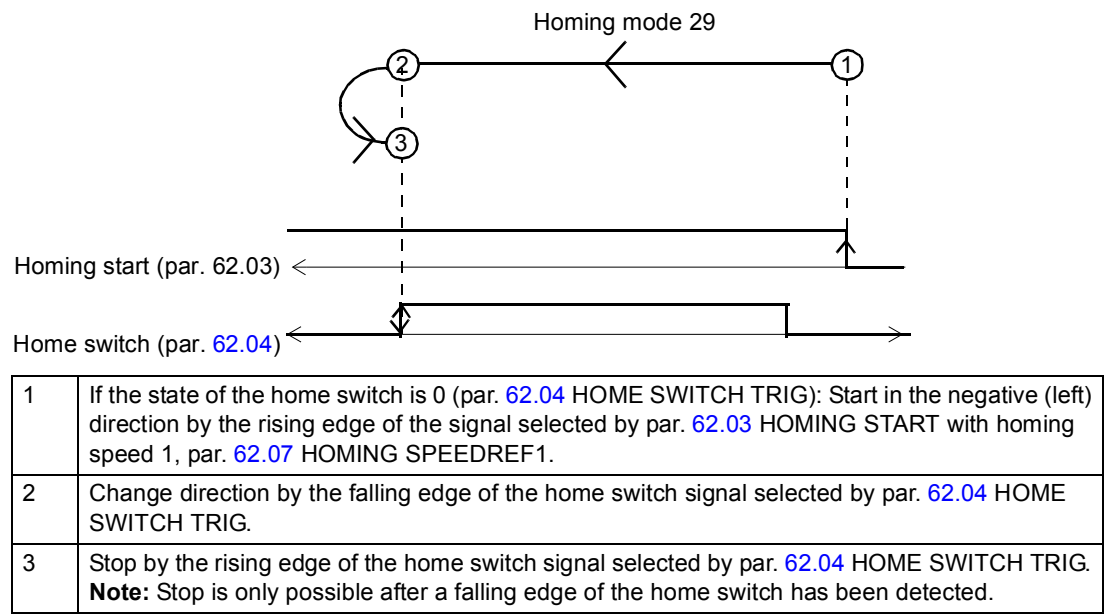 Homing mode 29
2
1
3
Homing start (par. 62.03)
Home switch (par. 62.04)
1 If the state of the home switch is 0 (par. 62.04 HOME SWITCH TRIG): Start in the negative (left)
direction by the rising edge of the signal selected by par. 62.03 HOMING START with homing
speed 1, par. 62.07 HOMING SPEEDREF1.
2 Change direction by the falling edge of the home switch signal selected by par. 62.04 HOME
SWITCH TRIG.
3 Stop by the rising edge of the home switch signal selected by par. 62.04 HOME SWITCH TRIG.
Note: Stop is only possible after a falling edge of the home switch has been detected.